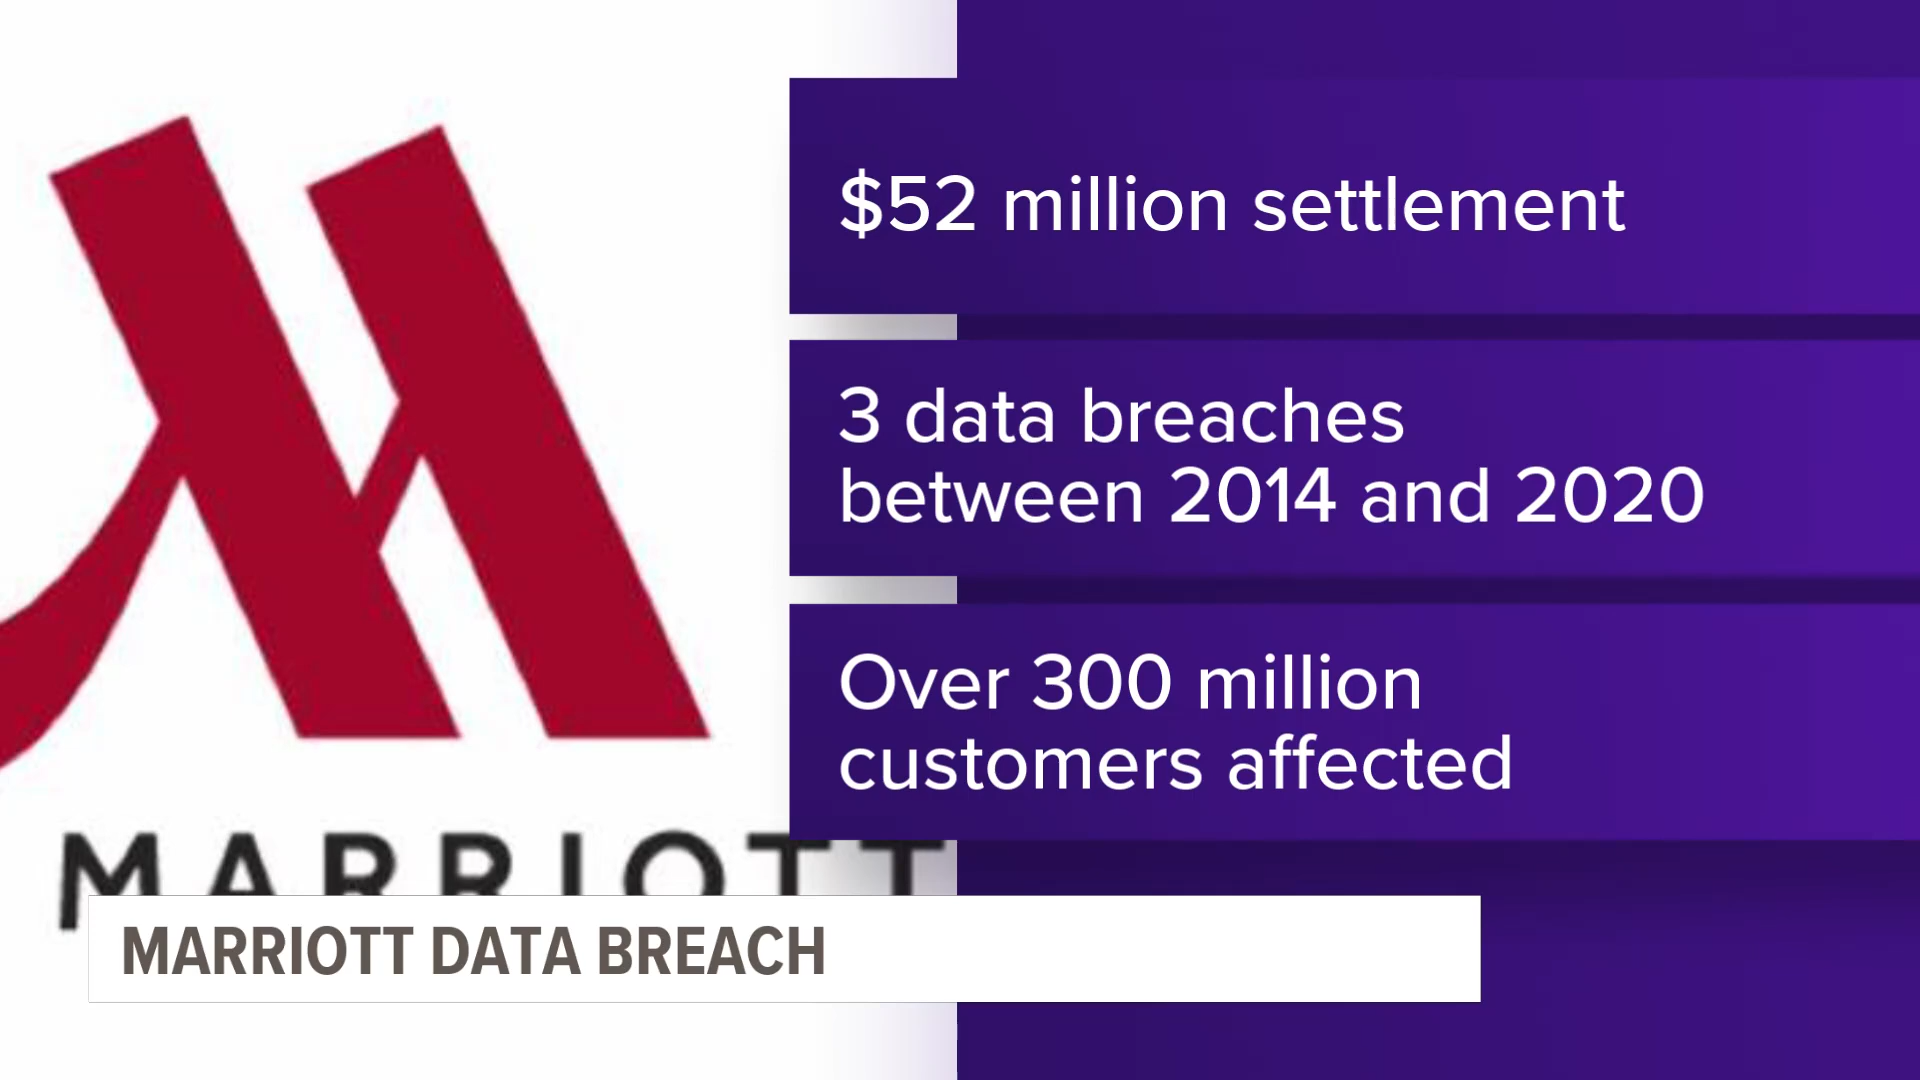 $52 million settlement
3 data breaches
between 2014 and 2020
Over 300 million
customers affected
MARRIOTT
MARRIOTT DATA BREACH